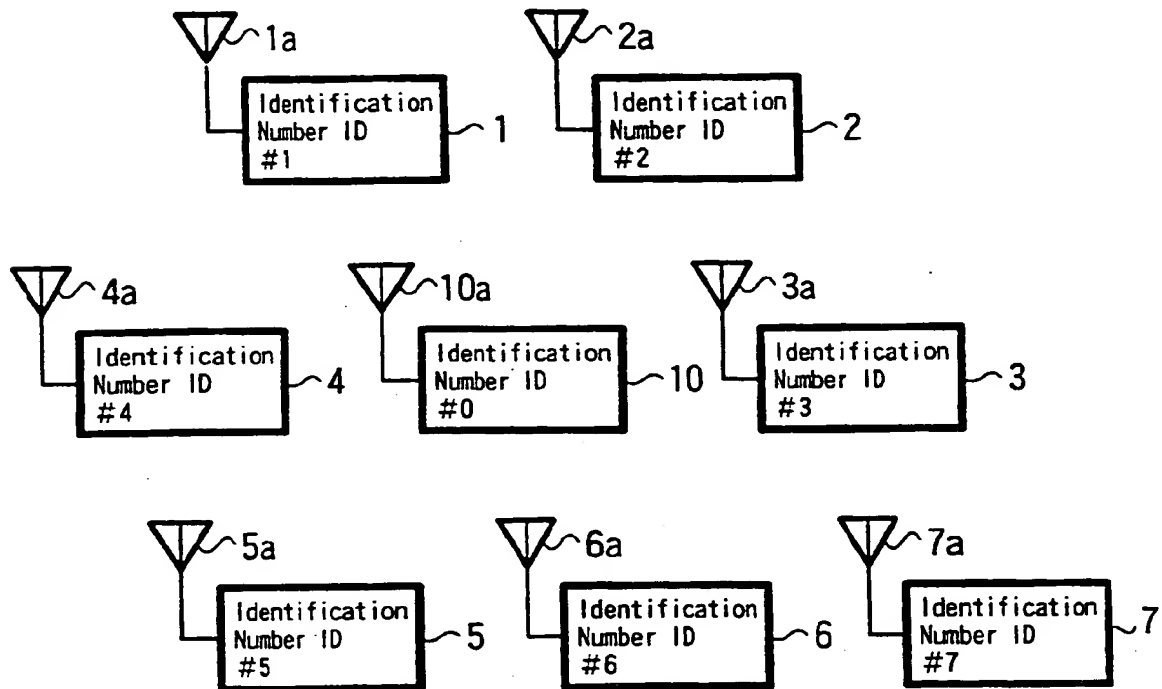 1a
2a
Identification
Number ID
#1
1
Identification
Number ID
#2
2
4a
10a
3a
Identification
Number ID
#4
4
Identification
Number ID
#0
10
Identification
Number ID
#3
3
5a
6a
7a
Identification
Number ID
#5
5
Identification
Number ID
#6
6
Identification
Number ID
#7
7